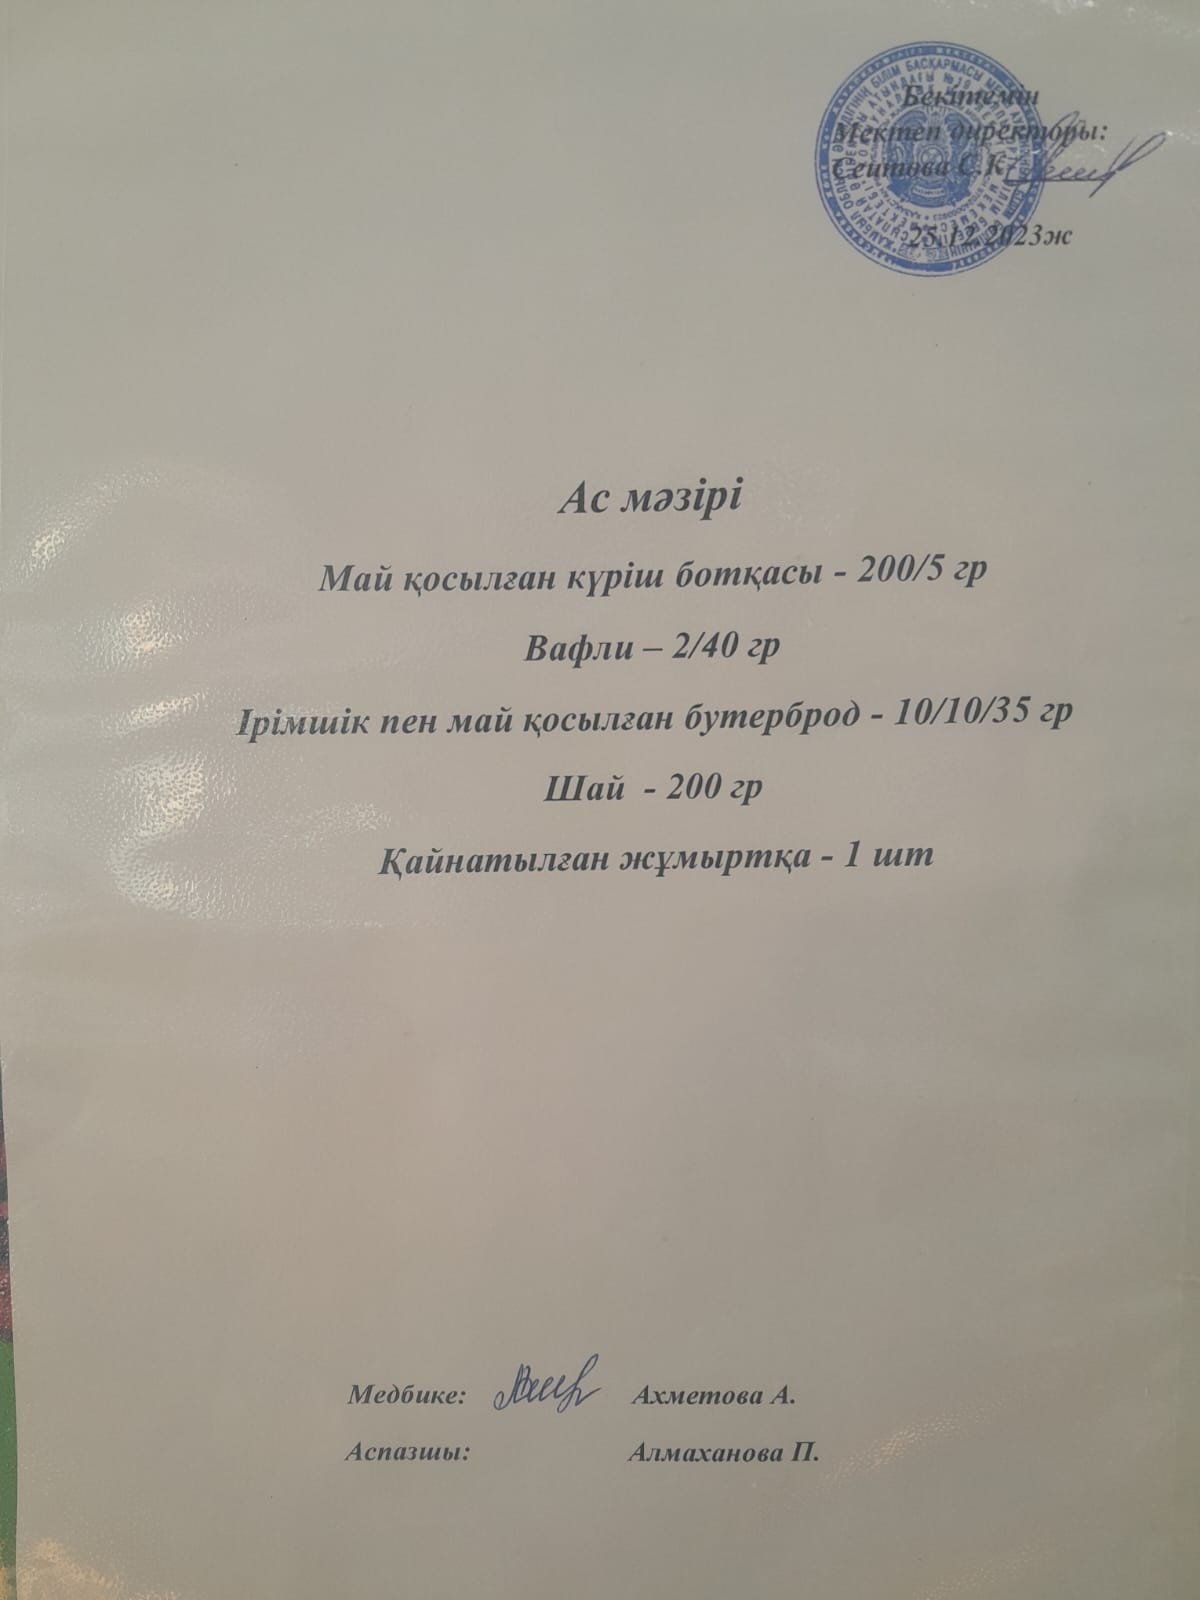 Бекітемін
Мектеп директоры:
Сеитова С.К
25.12.2023ж
Ас мәзірі
Май қосылған күріш ботқасы - 200/5 гр
Вафли – 2/40 гр
Ірімшік пен май қосылған бутерброд - 10/10/35 гр
Шай - 200 гр
Қайнатылған жұмыртқа - 1 шт
Медбике: Ахметова А.
Аспазшы: Алмаханова П.